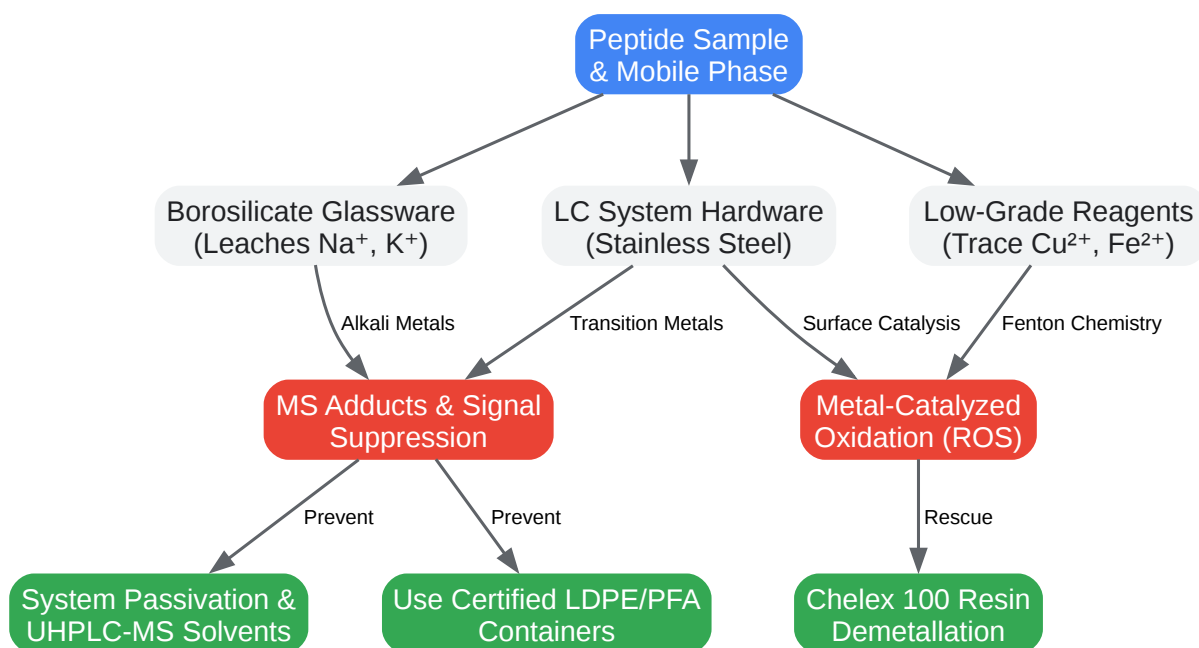 Peptide Sample
& Mobile Phase
Borosilicate Glassware
(Leaches Na⁺, K⁺)
LC System Hardware
(Stainless Steel)
Low-Grade Reagents
(Trace Cu²⁺, Fe²⁺)
Alkali Metals
Transition Metals
Surface Catalysis
Fenton Chemistry
MS Adducts & Signal
Suppression
Metal-Catalyzed
Oxidation (ROS)
Prevent
Prevent
Rescue
System Passivation &
UHPLC-MS Solvents
Use Certified LDPE/PFA
Containers
Chelex 100 Resin
Demetallation